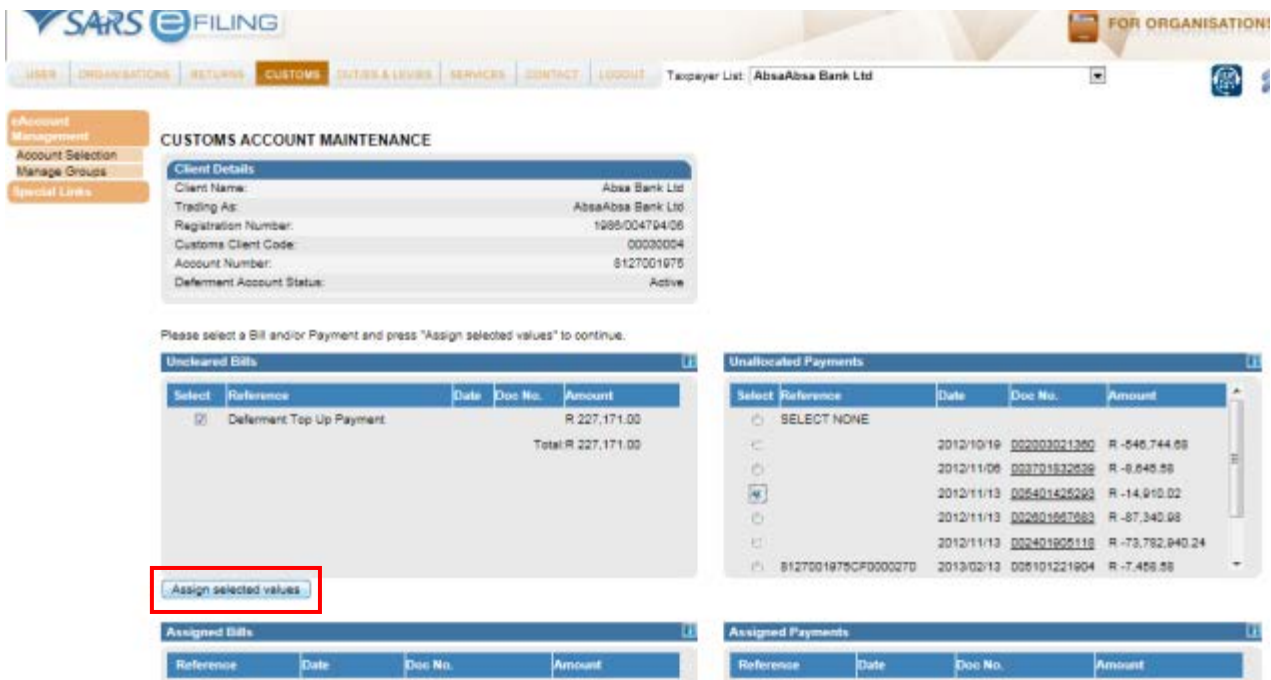 SARS eFILING
FOR ORGANISATIONS
USER ORGANISATIONS RETURNS CUSTOMS DUTIES & LEVIES SERVICES CONTACT LOGOUT Taxpayer List: AbsaAbsa Bank Ltd
eAccount
Management
Account Selection
Manage Groups
Special Links
CUSTOMS ACCOUNT MAINTENANCE
Client Details
Client Name: Absa Bank Ltd
Trading As: AbsaAbsa Bank Ltd
Registration Number: 1986/004794/06
Customs Client Code: 00030004
Account Number: 8127001975
Deferment Account Status: Active
Please select a Bill and/or Payment and press "Assign selected values" to continue.
Uncleared Bills
Select Reference Date Doc No. Amount
Deferment Top Up Payment R 227,171.00
Total:R 227,171.00
Unallocated Payments
Select Reference Date Doc No. Amount
SELECT NONE
2012/10/19 002003021360 R -546,744.68
2012/11/06 003701832639 R -8,645.58
2012/11/13 005401425293 R -14,910.02
2012/11/13 002601667683 R -87,340.98
2012/11/13 002401905118 R -73,792,940.24
8127001975CF0000270 2013/02/13 005101221904 R -7,458.58
Assign selected values
Assigned Bills
Reference Date Doc No. Amount
Assigned Payments
Reference Date Doc No. Amount